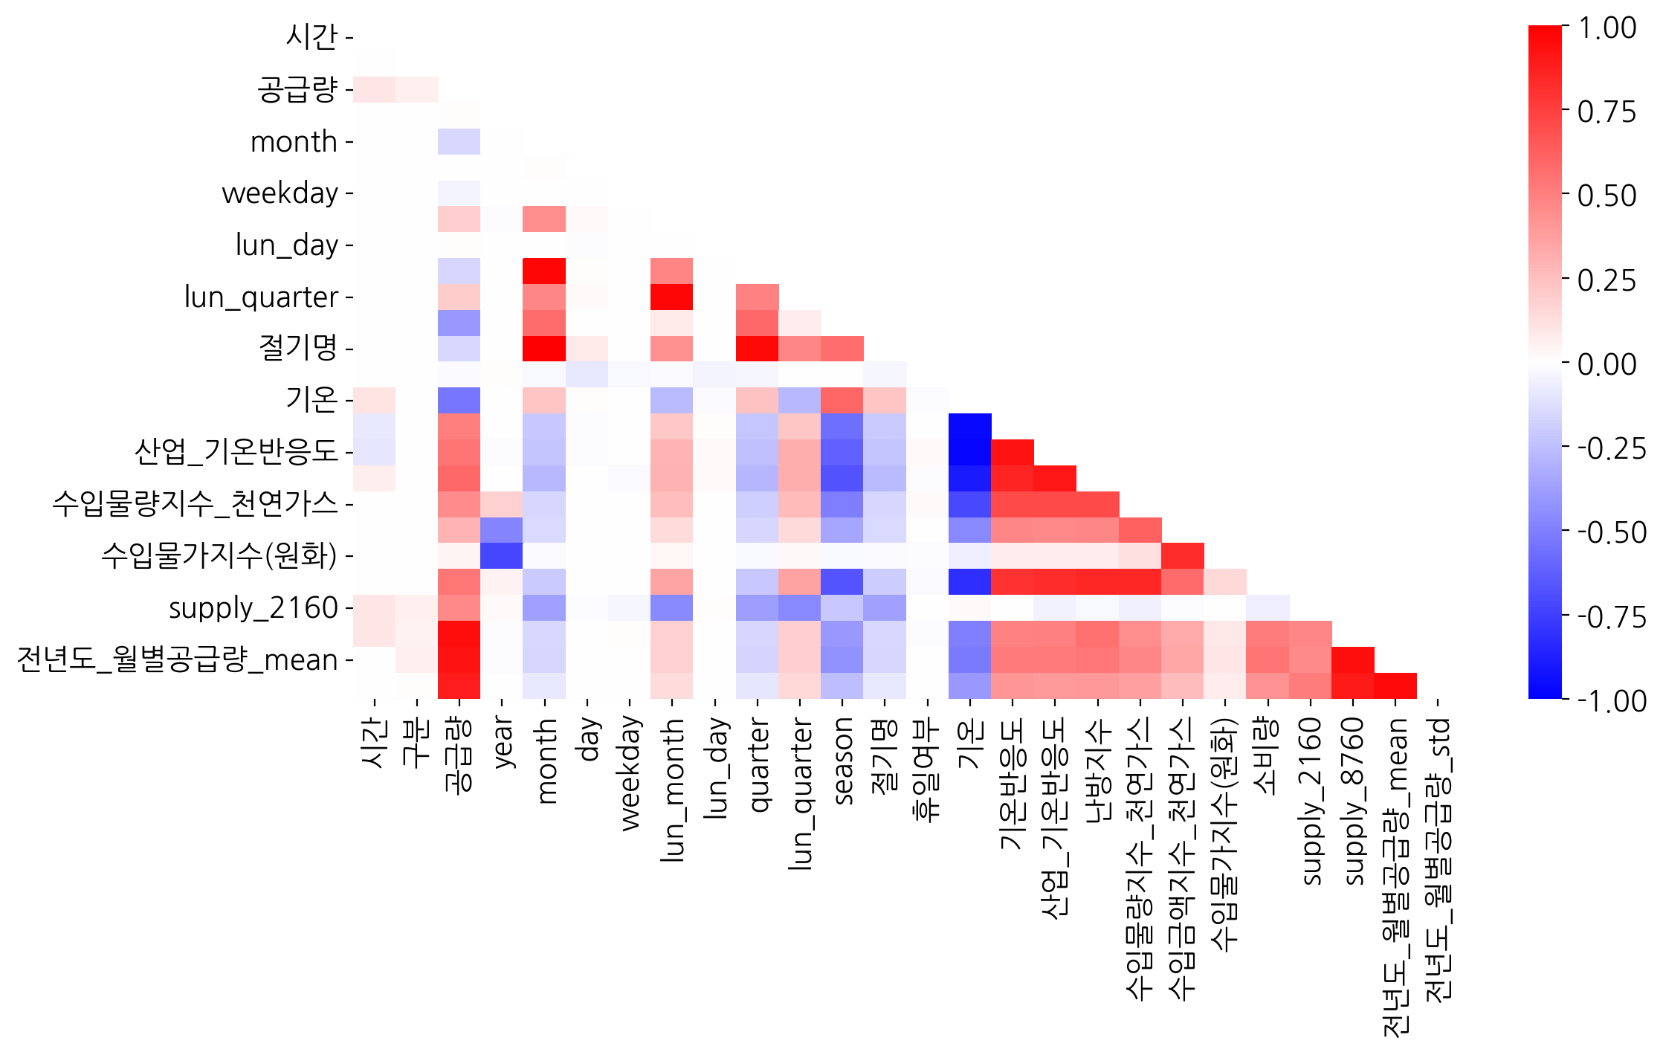 시간
공급량
month
weekday
lun_day
lun_quarter
절기명
기온
산업_기온반응도
수입물량지수_천연가스
수입물가지수(원화)
supply_2160
전년도_월별공급량_mean
시간
구분
공급량
year
month
day
weekday
lun_month
lun_day
quarter
lun_quarter
season
절기명
휴일여부
기온
기온반응도
산업_기온반응도
난방지수
수입물량지수_천연가스
수입금액지수_천연가스
수입물가지수(원화)
소비량
supply_2160
supply_8760
전년도_월별공급량_mean
전년도_월별공급량_std
1.00
0.75
0.50
0.25
0.00
-0.25
-0.50
-0.75
-1.00